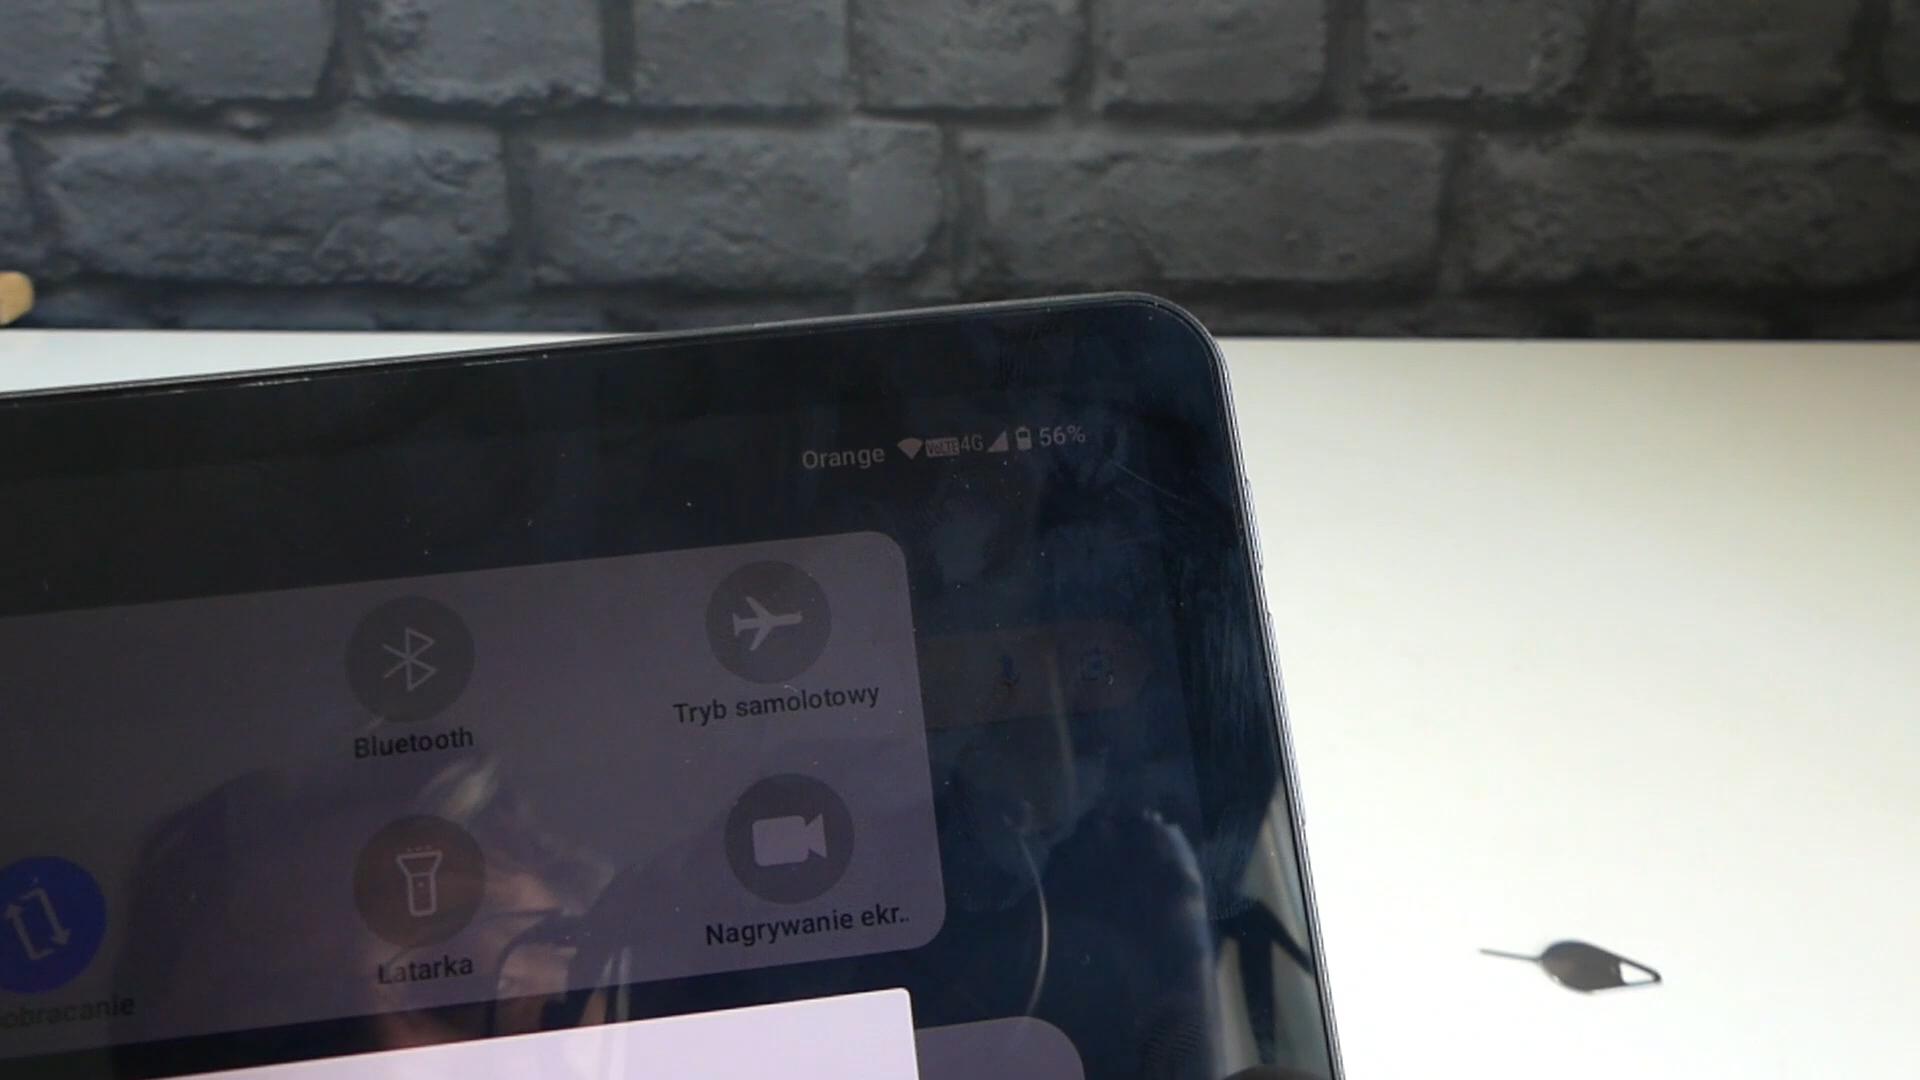 Orange VoLTE 4G 56%
Bluetooth
Tryb samolotowy
obracanie
Latarka
Nagrywanie ekr..